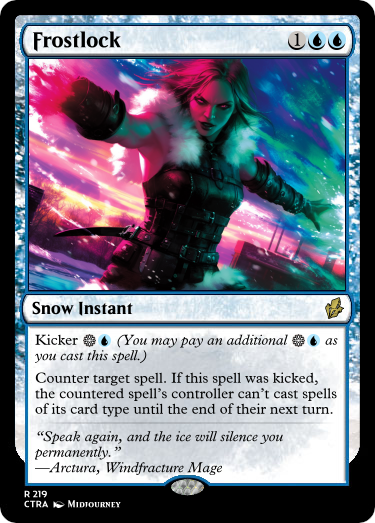 Frostlock 1
Snow Instant
Kicker (You may pay an additional as
you cast this spell.)
Counter target spell. If this spell was kicked,
the countered spell's controller can't cast spells
of its card type until the end of their next turn.
"Speak again, and the ice will silence you
permanently."
—Arctura, Windfracture Mage
R 219
CTRA Midjourney